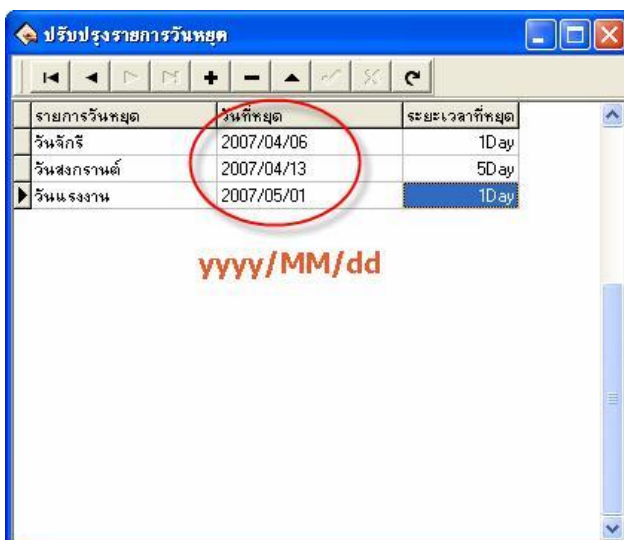 ปรับปรุงรายการวันหยุด
รายการวันหยุด วันที่หยุด ระยะเวลาที่หยุด
วันจักรี 2007/04/06 1Day
วันสงกรานต์ 2007/04/13 5Day
วันแรงงาน 2007/05/01 1Day
yyyy/MM/dd